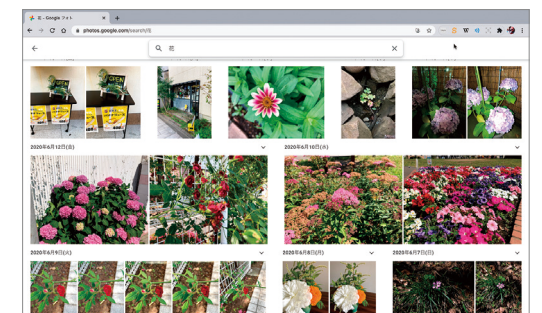 花 - Google フォト
photos.google.com/search/花
花
OPEN
OPEN
2020年6月12日(金)
2020年6月10日(水)
2020年6月9日(火)
2020年6月8日(月)
2020年6月7日(日)